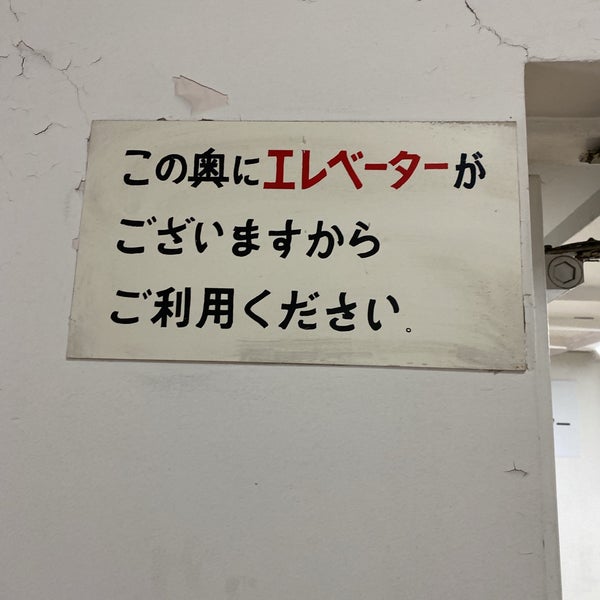 この奥にエレベーターが
ございますから
ご利用ください。